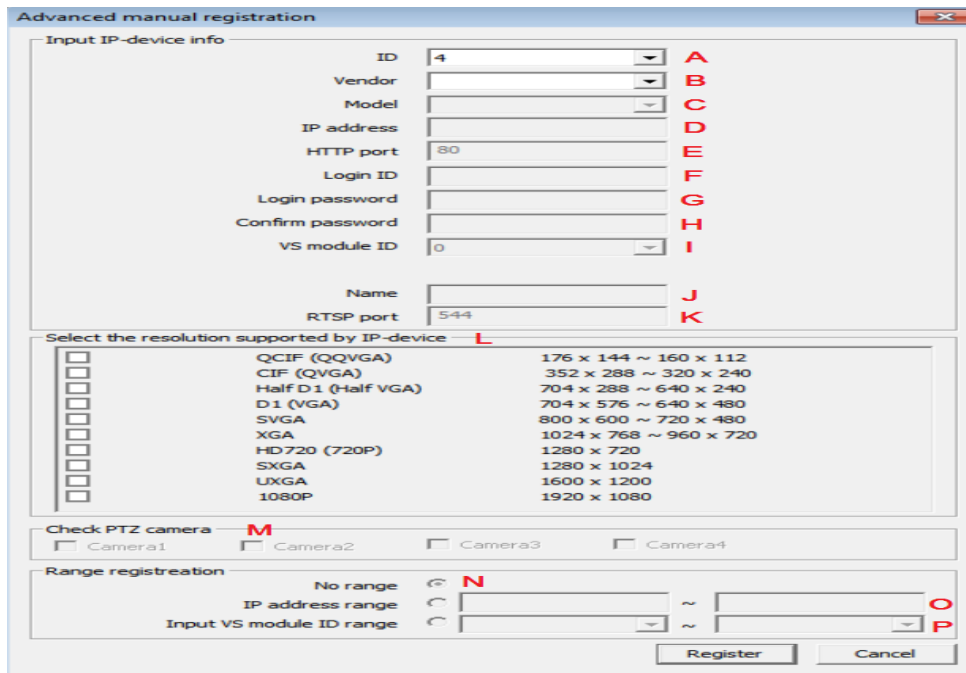 Advanced manual registration
Input IP-device info
ID 4 A
Vendor B
Model C
IP address D
HTTP port 80 E
Login ID F
Login password G
Confirm password H
VS module ID 0 I
Name J
RTSP port 544 K
Select the resolution supported by IP-device L
QCIF (QQVGA) 176 x 144 ~ 160 x 112
CIF (QVGA) 352 x 288 ~ 320 x 240
Half D1 (Half VGA) 704 x 288 ~ 640 x 240
D1 (VGA) 704 x 576 ~ 640 x 480
SVGA 800 x 600 ~ 720 x 480
XGA 1024 x 768 ~ 960 x 720
HD720 (720P) 1280 x 720
SXGA 1280 x 1024
UXGA 1600 x 1200
1080P 1920 x 1080
Check PTZ camera M
Camera1 Camera2 Camera3 Camera4
Range registreation
No range N
IP address range ~ O
Input VS module ID range ~ P
Register Cancel